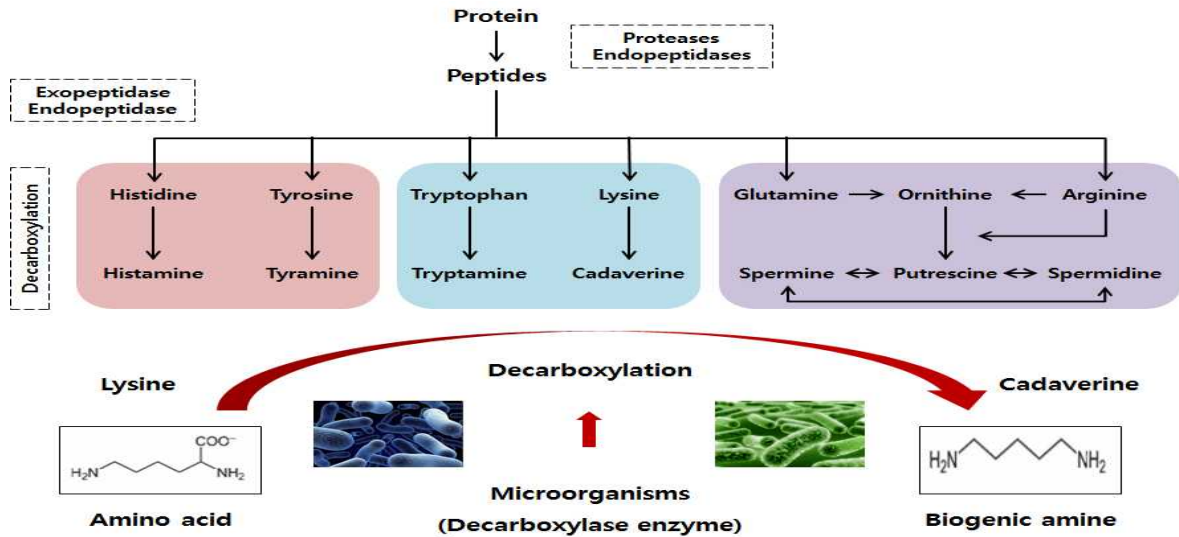 Protein
Proteases
Endopeptidases
Peptides
Exopeptidase
Endopeptidase
Decarboxylation
Histidine
Tyrosine
Tryptophan
Lysine
Glutamine
Ornithine
Arginine
Histamine
Tyramine
Tryptamine
Cadaverine
Spermine
Putrescine
Spermidine
Lysine
Decarboxylation
Cadaverine
COO⁻
H₂N
NH₂
H₂N
NH₂
Microorganisms
(Decarboxylase enzyme)
Amino acid
Biogenic amine